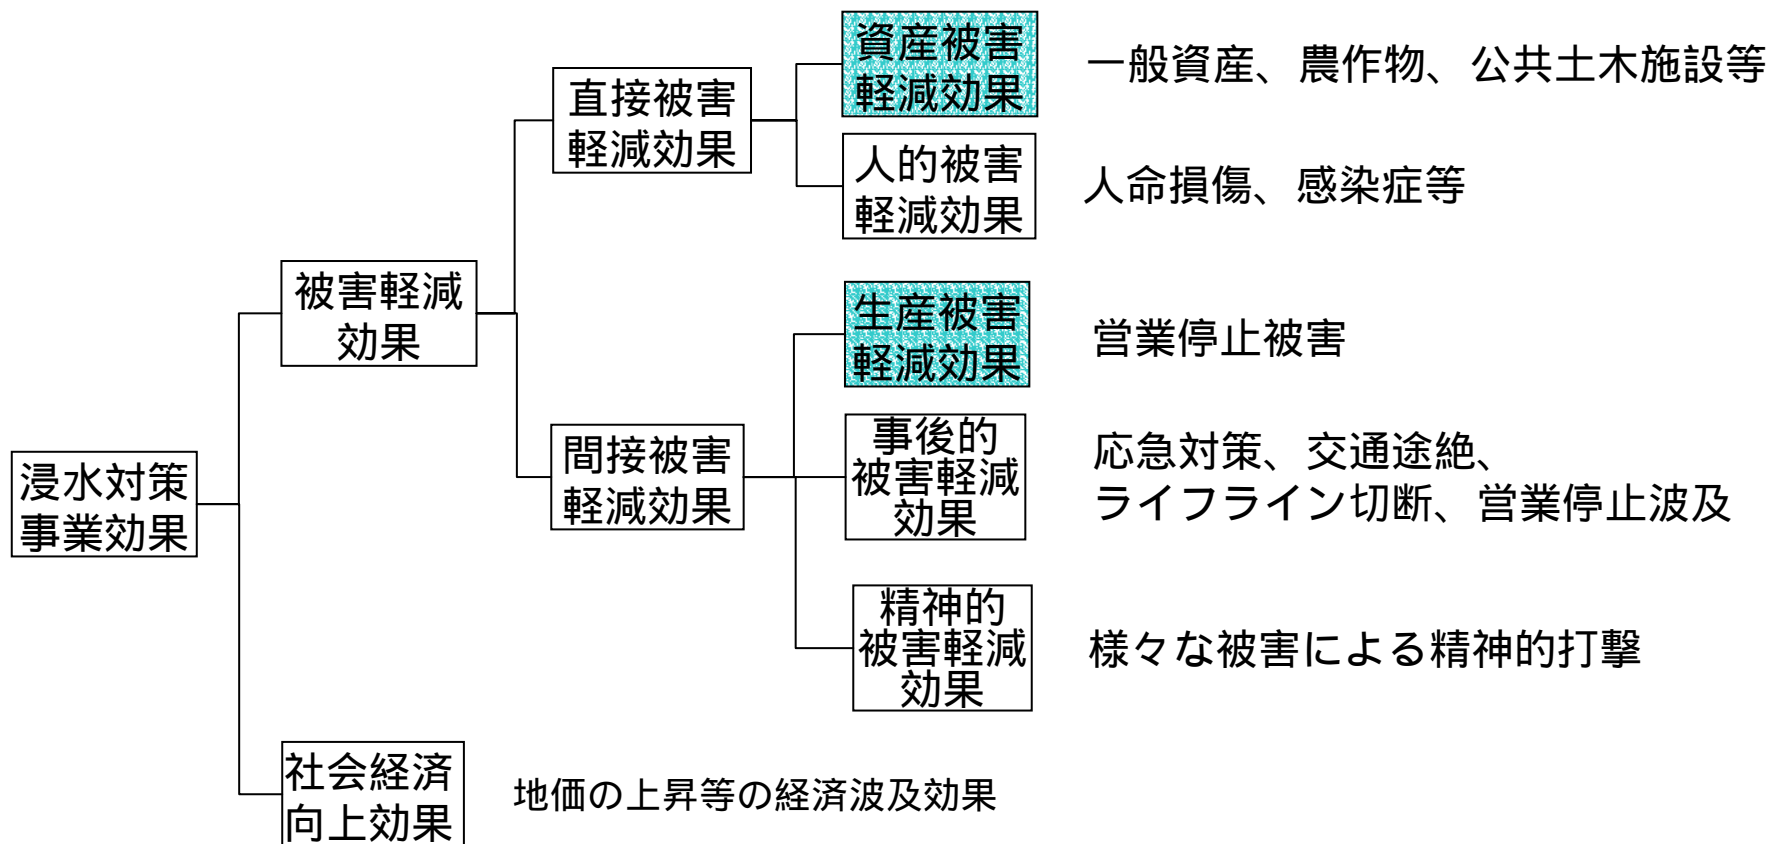 資産被害
軽減効果
一般資産、農作物、公共土木施設等
直接被害
軽減効果
人的被害
軽減効果
人命損傷、感染症等
被害軽減
効果
生産被害
軽減効果
営業停止被害
間接被害
軽減効果
事後的
被害軽減
効果
応急対策、交通途絶、
ライフライン切断、営業停止波及
浸水対策
事業効果
精神的
被害軽減
効果
様々な被害による精神的打撃
社会経済
向上効果
地価の上昇等の経済波及効果